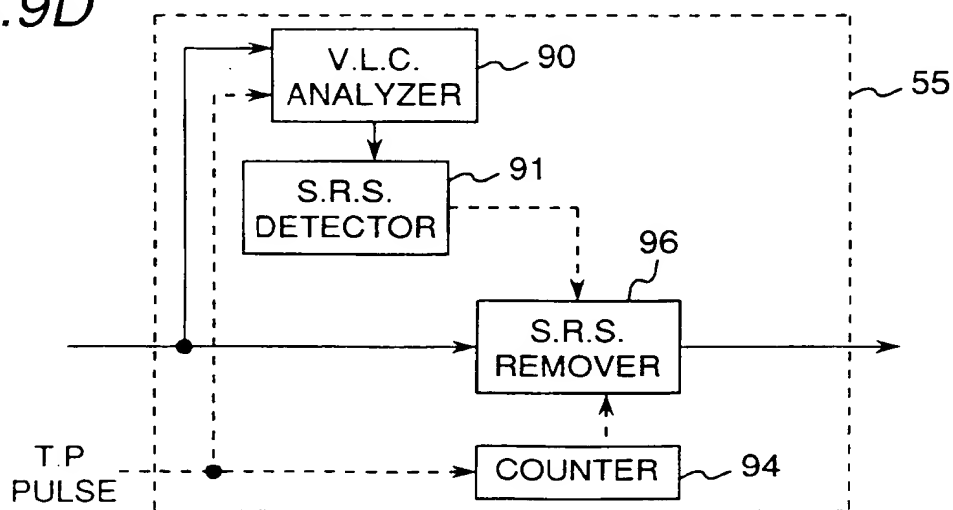 .9D
V.L.C.
ANALYZER
90
55
S.R.S.
DETECTOR
91
96
S.R.S.
REMOVER
T.P
PULSE
COUNTER
94